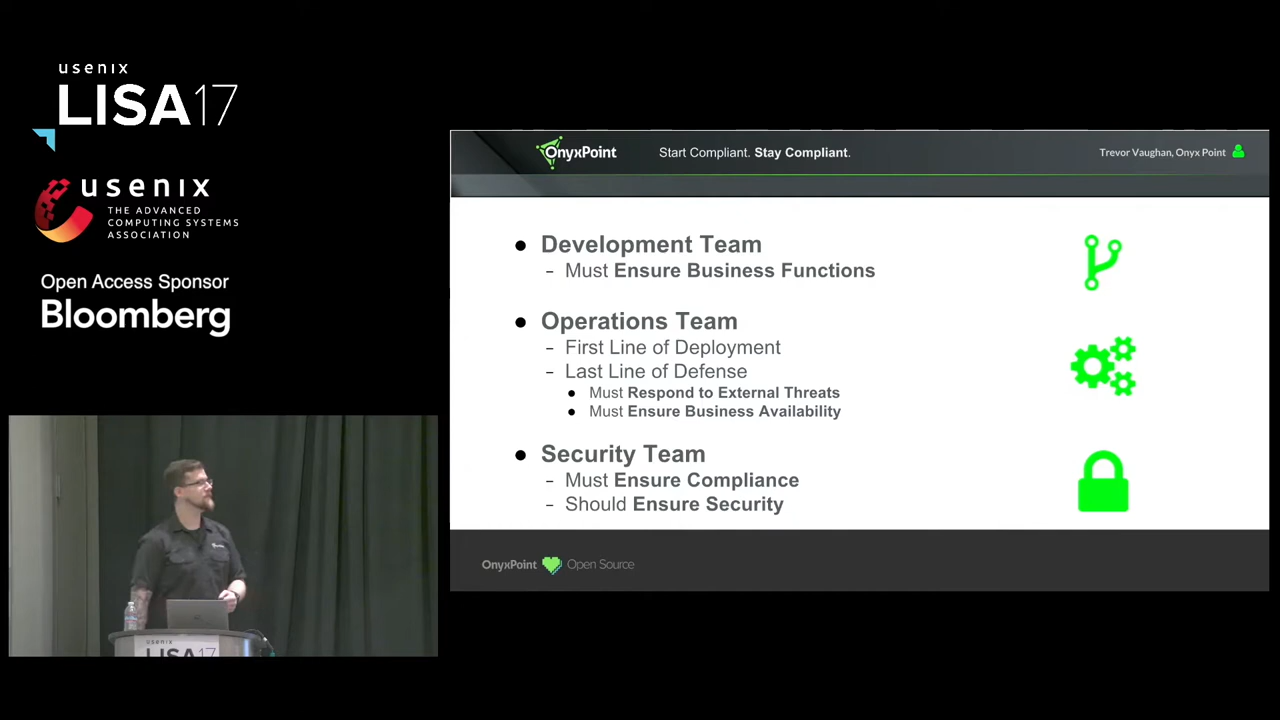 usenix
LISA17
usenix
THE ADVANCED
COMPUTING SYSTEMS
ASSOCIATION
Open Access Sponsor
Bloomberg
OnyxPoint
Start Compliant. Stay Compliant.
Trevor Vaughan, Onyx Point
● Development Team
- Must Ensure Business Functions
● Operations Team
- First Line of Deployment
- Last Line of Defense
● Must Respond to External Threats
● Must Ensure Business Availability
● Security Team
- Must Ensure Compliance
- Should Ensure Security
OnyxPoint Open Source
usenix
LISA17